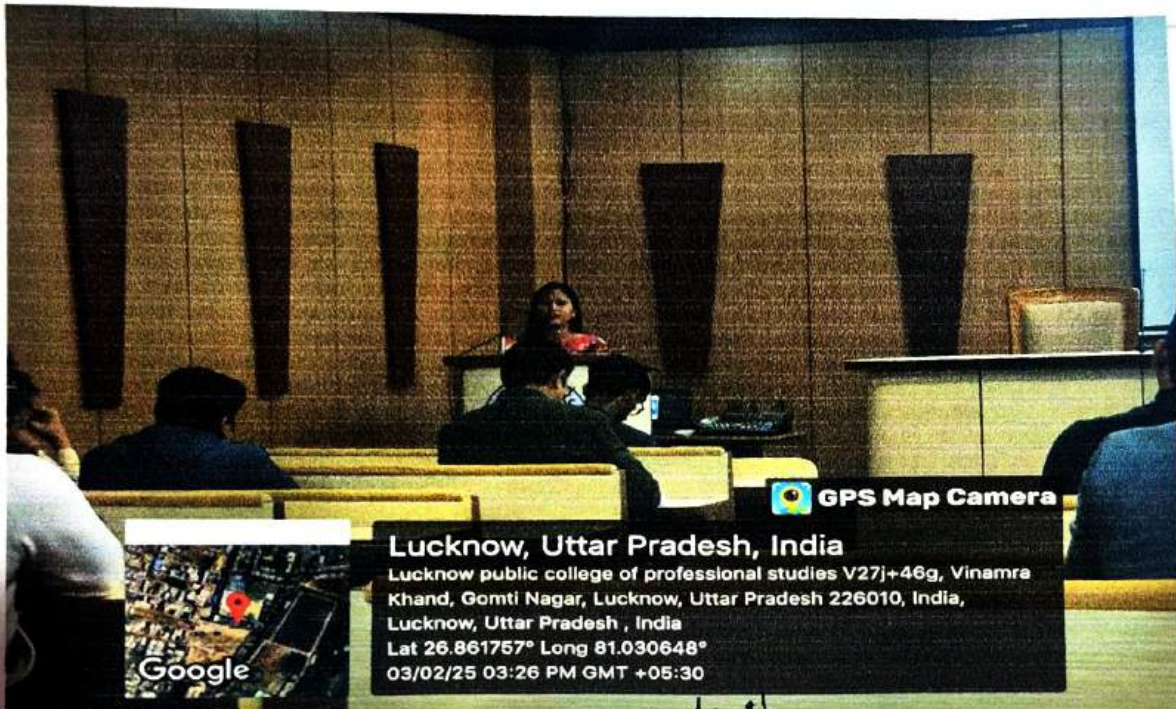 GPS Map Camera
Lucknow, Uttar Pradesh, India
Lucknow public college of professional studies V27j+46g, Vinamra
Khand, Gomti Nagar, Lucknow, Uttar Pradesh 226010, India,
Lucknow, Uttar Pradesh , India
Lat 26.861757° Long 81.030648°
03/02/25 03:26 PM GMT +05:30
Google